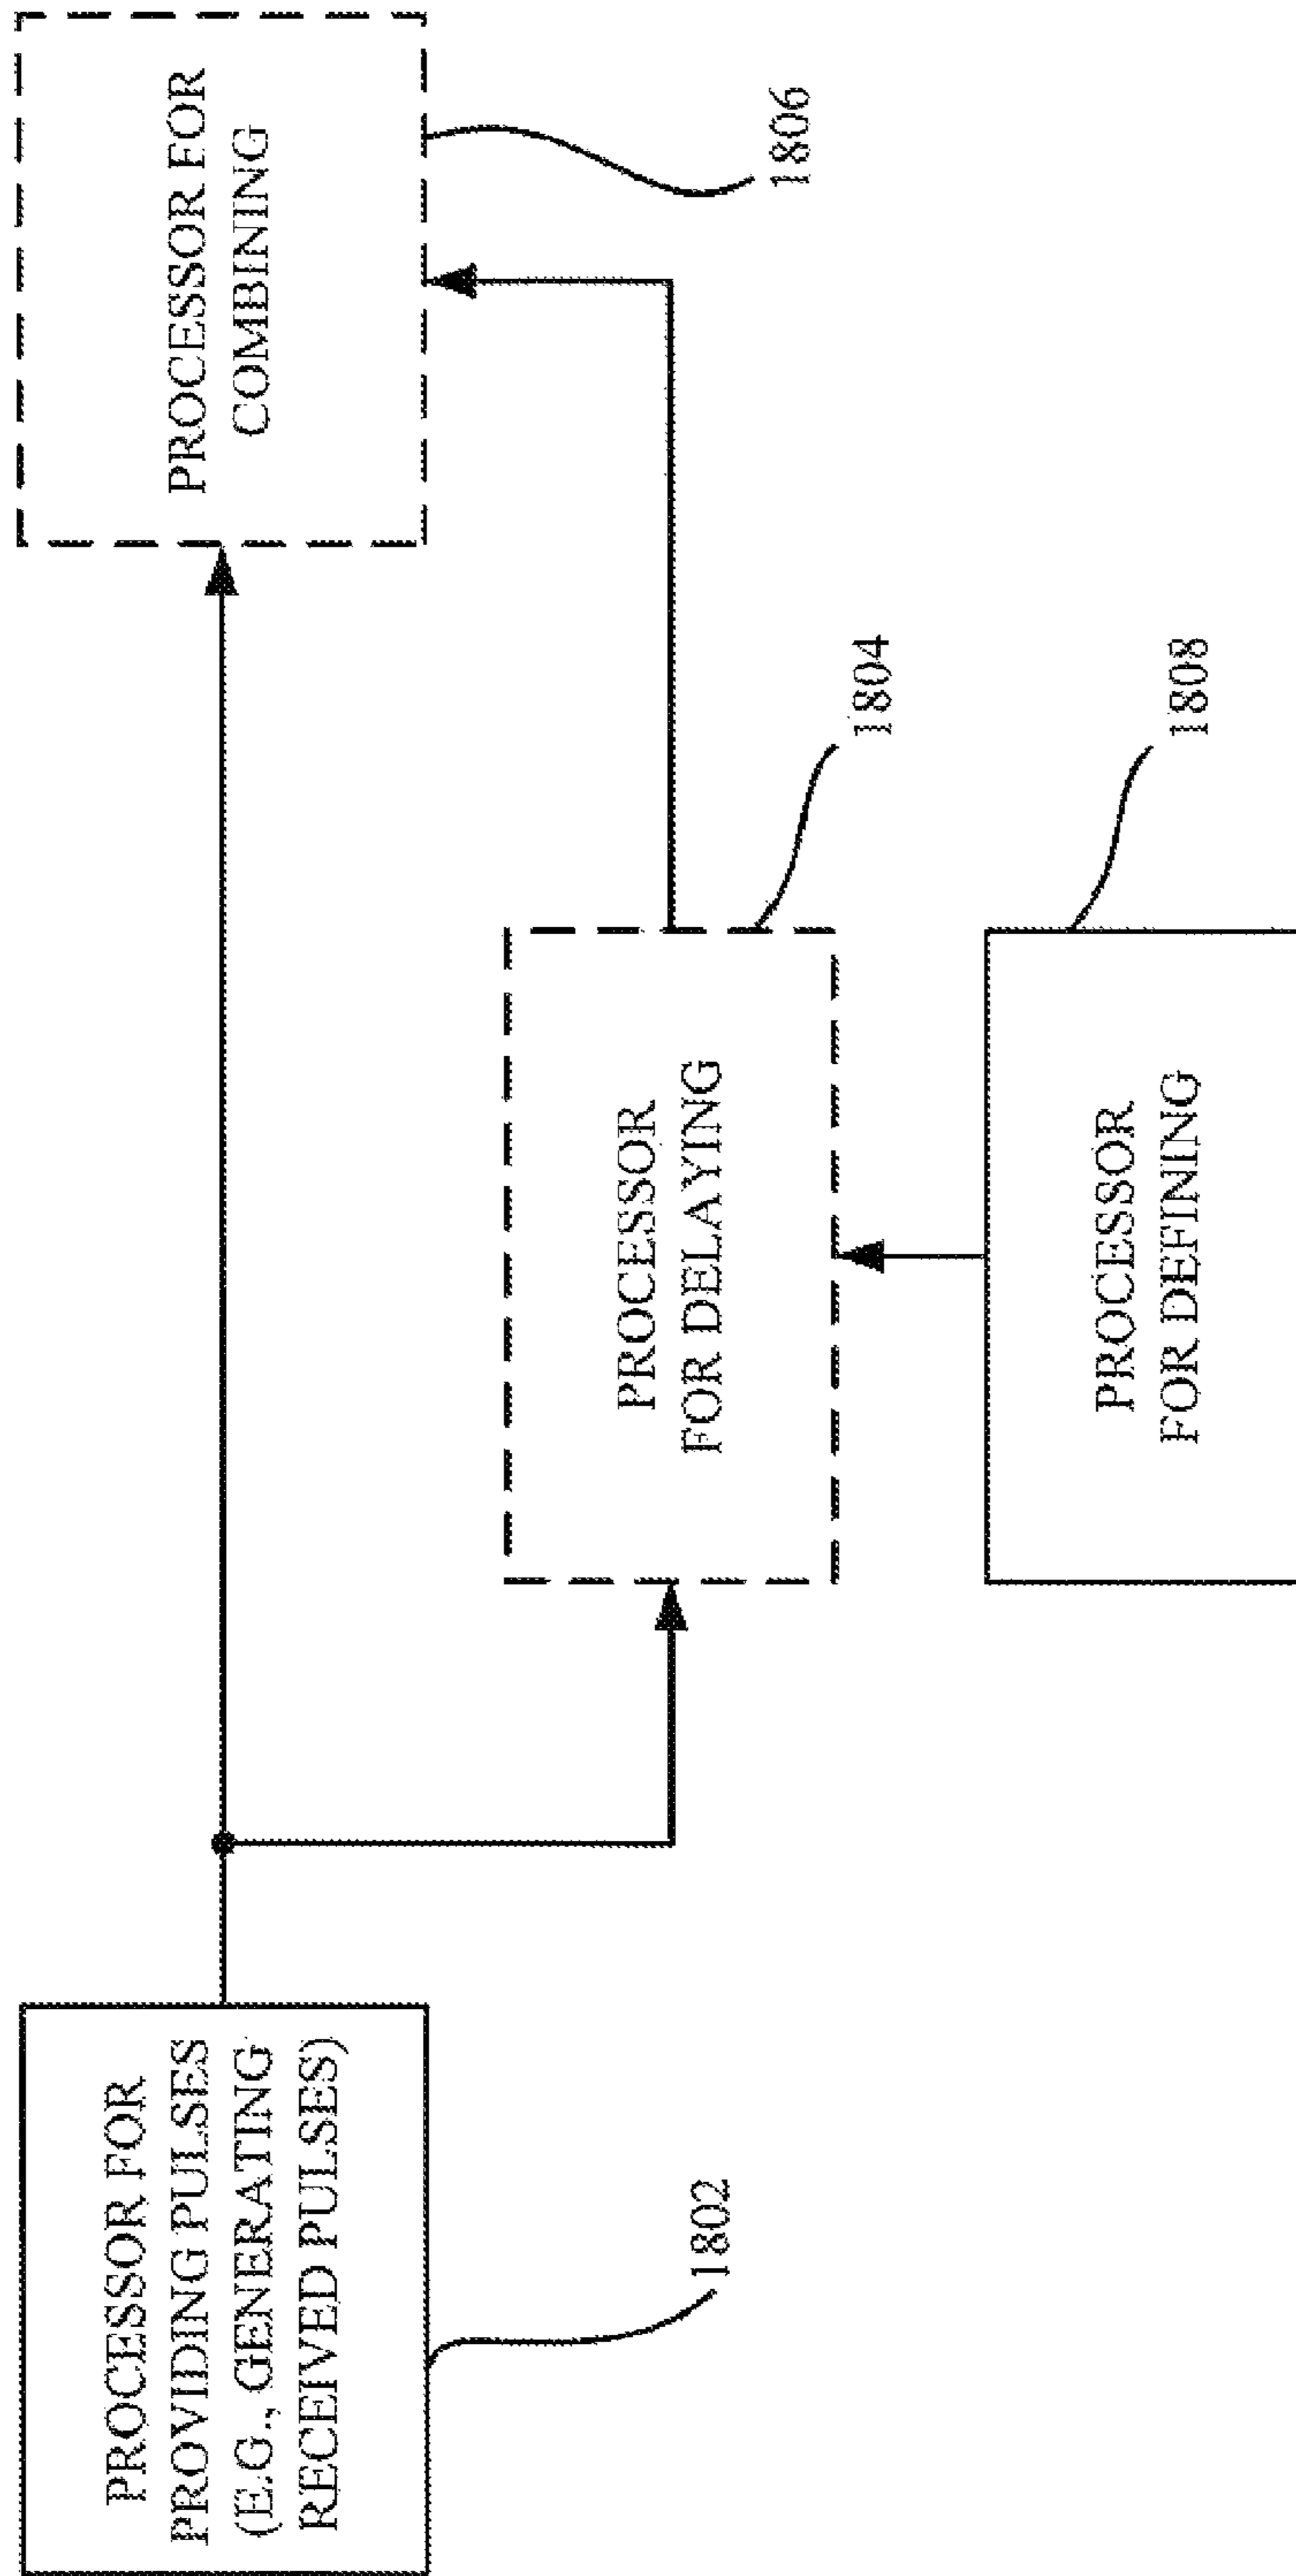 PROCESSOR FOR
PROVIDING PULSES
(E.G., GENERATING
RECEIVED PULSES)
1802
PROCESSOR
FOR DELAYING
1804
PROCESSOR
FOR DEFINING
1808
PROCESSOR FOR
COMBINING
1806